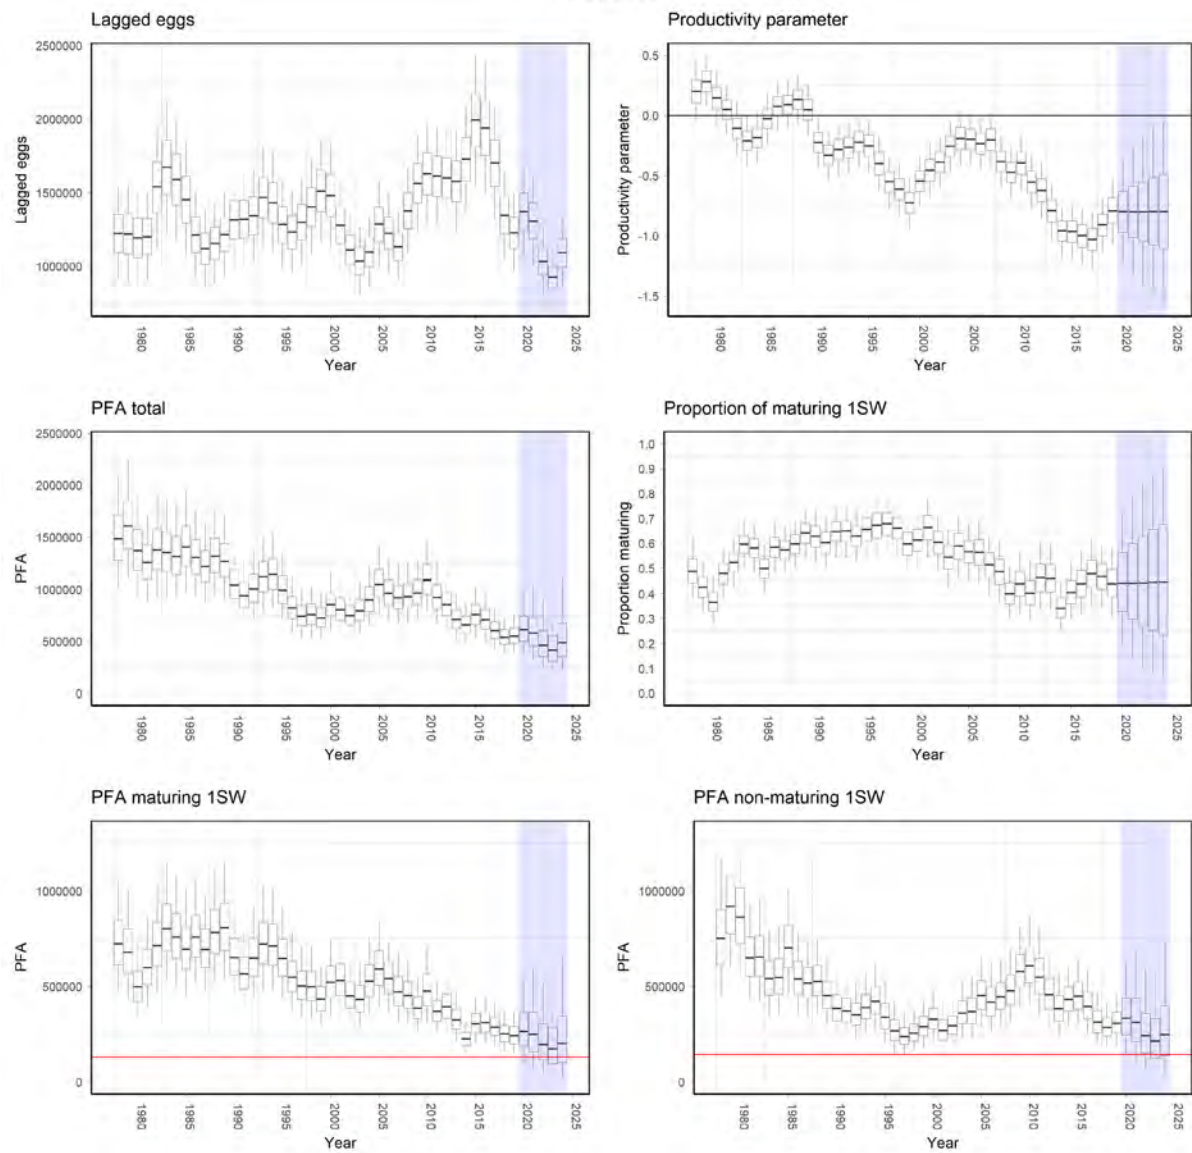 Lagged eggs
Lagged eggs
2500000
2000000
1500000
1000000
1980 1985 1990 1995 2000 2005 2010 2015 2020 2025
Year
Productivity parameter
Productivity parameter
0.5
0.0
-0.5
-1.0
-1.5
1980 1985 1990 1995 2000 2005 2010 2015 2020 2025
Year
PFA total
PFA
2500000
2000000
1500000
1000000
500000
0
1980 1985 1990 1995 2000 2005 2010 2015 2020 2025
Year
Proportion of maturing 1SW
Proportion maturing
1.0
0.9
0.8
0.7
0.6
0.5
0.4
0.3
0.2
0.1
0.0
1980 1985 1990 1995 2000 2005 2010 2015 2020 2025
Year
PFA maturing 1SW
PFA
1000000
500000
0
1980 1985 1990 1995 2000 2005 2010 2015 2020 2025
Year
PFA non-maturing 1SW
PFA
1000000
500000
0
1980 1985 1990 1995 2000 2005 2010 2015 2020 2025
Year